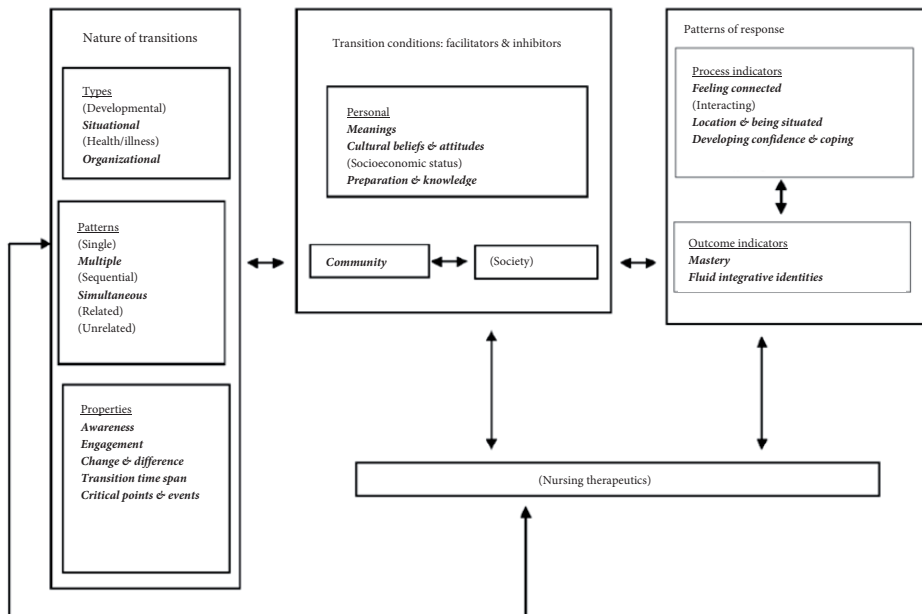 Nature of transitions
Types
(Developmental)
Situational
(Health/illness)
Organizational
Patterns
(Single)
Multiple
(Sequential)
Simultaneous
(Related)
(Unrelated)
Properties
Awareness
Engagement
Change & difference
Transition time span
Critical points & events
Transition conditions: facilitators & inhibitors
Personal
Meanings
Cultural beliefs & attitudes
(Socioeconomic status)
Preparation & knowledge
Community
(Society)
Patterns of response
Process indicators
Feeling connected
(Interacting)
Location & being situated
Developing confidence & coping
Outcome indicators
Mastery
Fluid integrative identities
(Nursing therapeutics)